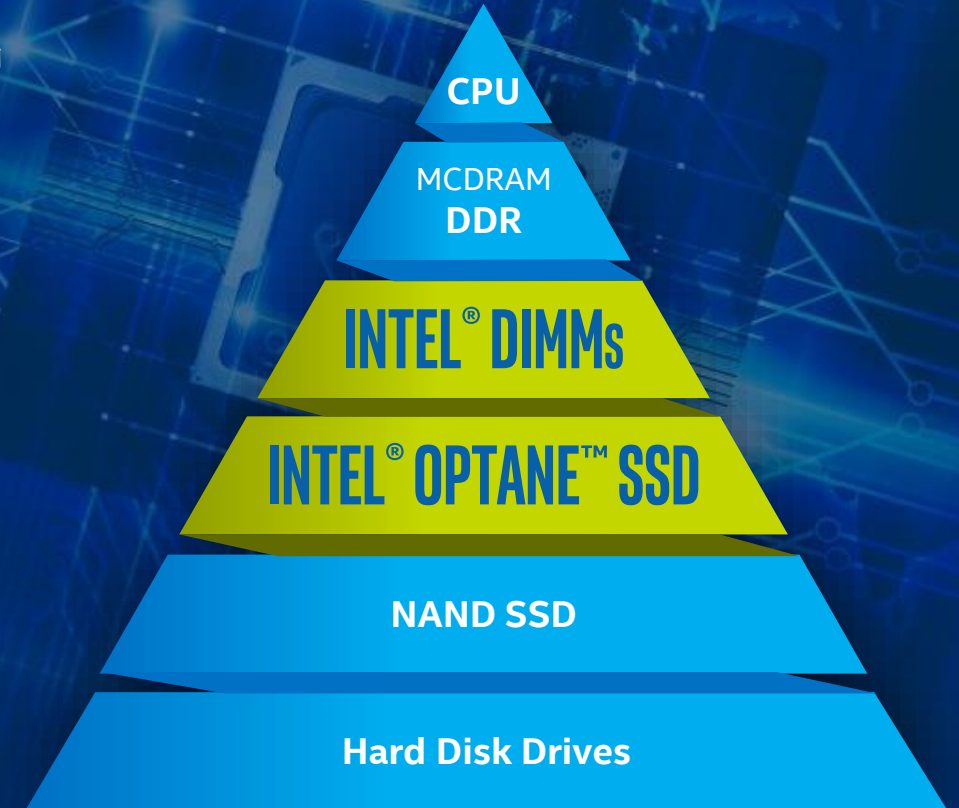 CPU
MCDRAM
DDR
INTEL® DIMMs
INTEL® OPTANE™ SSD
NAND SSD
Hard Disk Drives